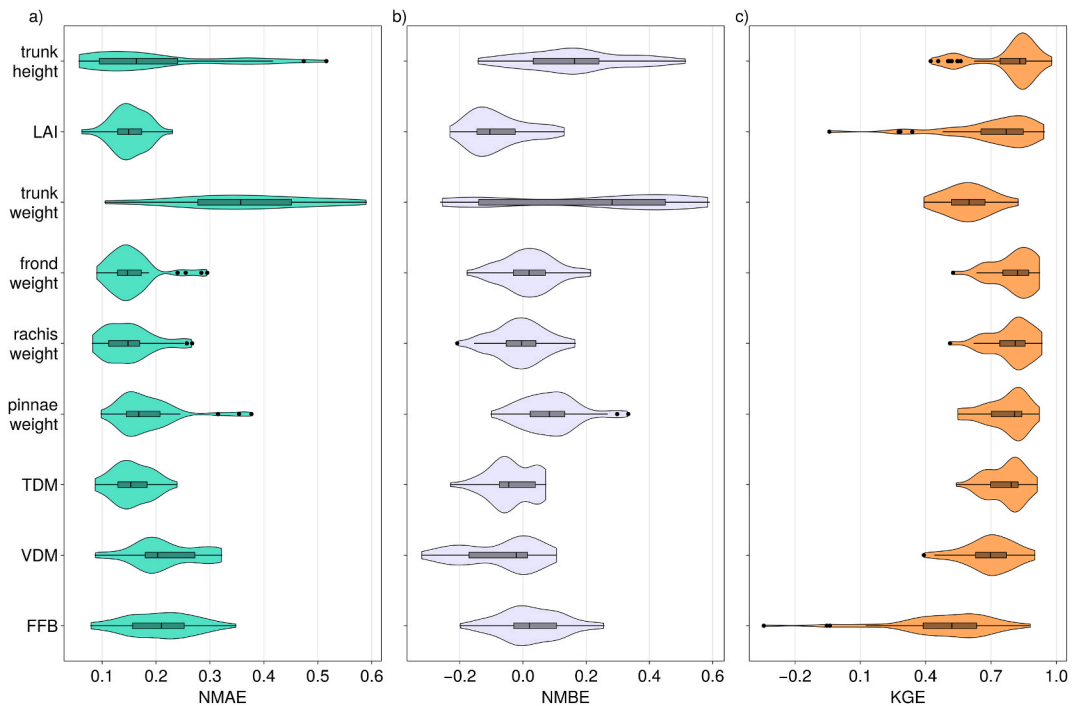 a)
b)
c)
trunk
height
LAI
trunk
weight
frond
weight
rachis
weight
pinnae
weight
TDM
VDM
FFB
0.1 0.2 0.3 0.4 0.5 0.6
NMAE
−0.2 0.0 0.2 0.4 0.6
NMBE
−0.2 0.1 0.4 0.7 1.0
KGE